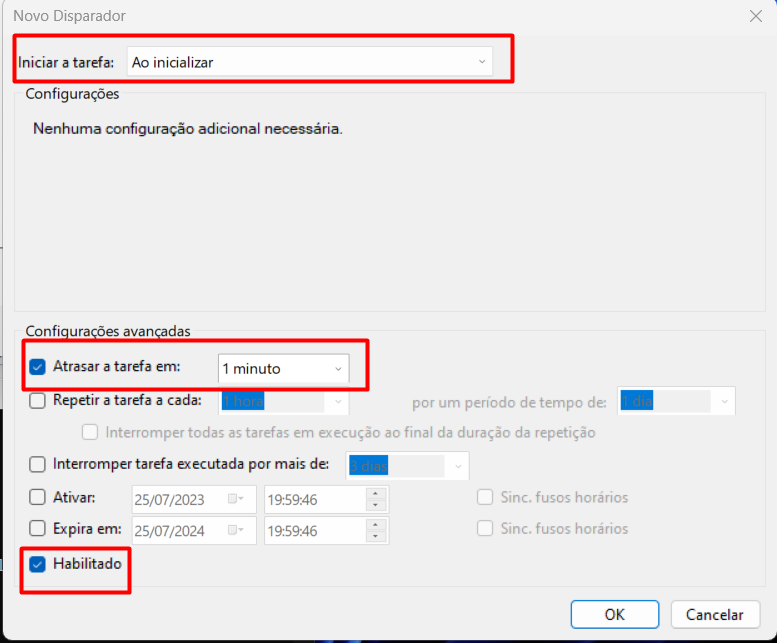 Novo Disparador
Iniciar a tarefa: Ao inicializar
Configurações
Nenhuma configuração adicional necessária.
Configurações avançadas
Atrasar a tarefa em: 1 minuto
Repetir a tarefa a cada: 1 hora por um período de tempo de: 1 dia
Interromper todas as tarefas em execução ao final da duração da repetição
Interromper tarefa executada por mais de: 3 dias
Ativar: 25/07/2023 19:59:46 Sinc. fusos horários
Expira em: 25/07/2024 19:59:46 Sinc. fusos horários
Habilitado
OK Cancelar